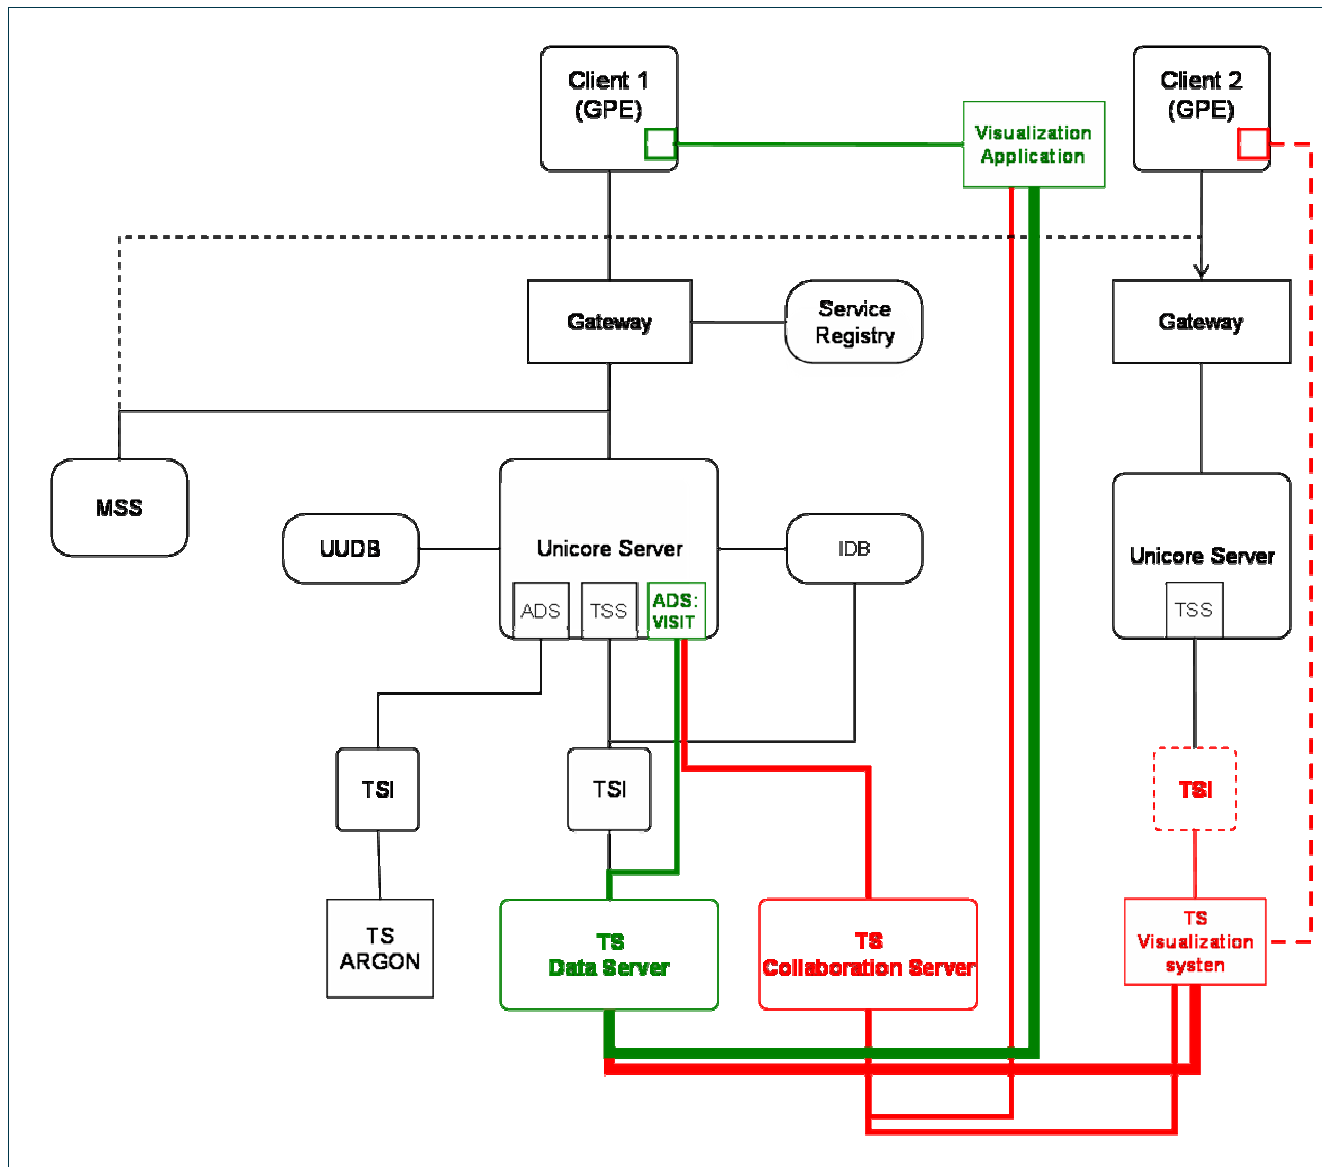 Client 1
(GPE)
Client 2
(GPE)
Visualization
Application
Gateway
Service
Registry
Gateway
MSS
UUDB
Unicore Server
IDB
Unicore Server
ADS
TSS
ADS:
VISIT
TSS
TSI
TSI
TSI
TS
ARGON
TS
Data Server
TS
Collaboration Server
TS
Visualization
systen